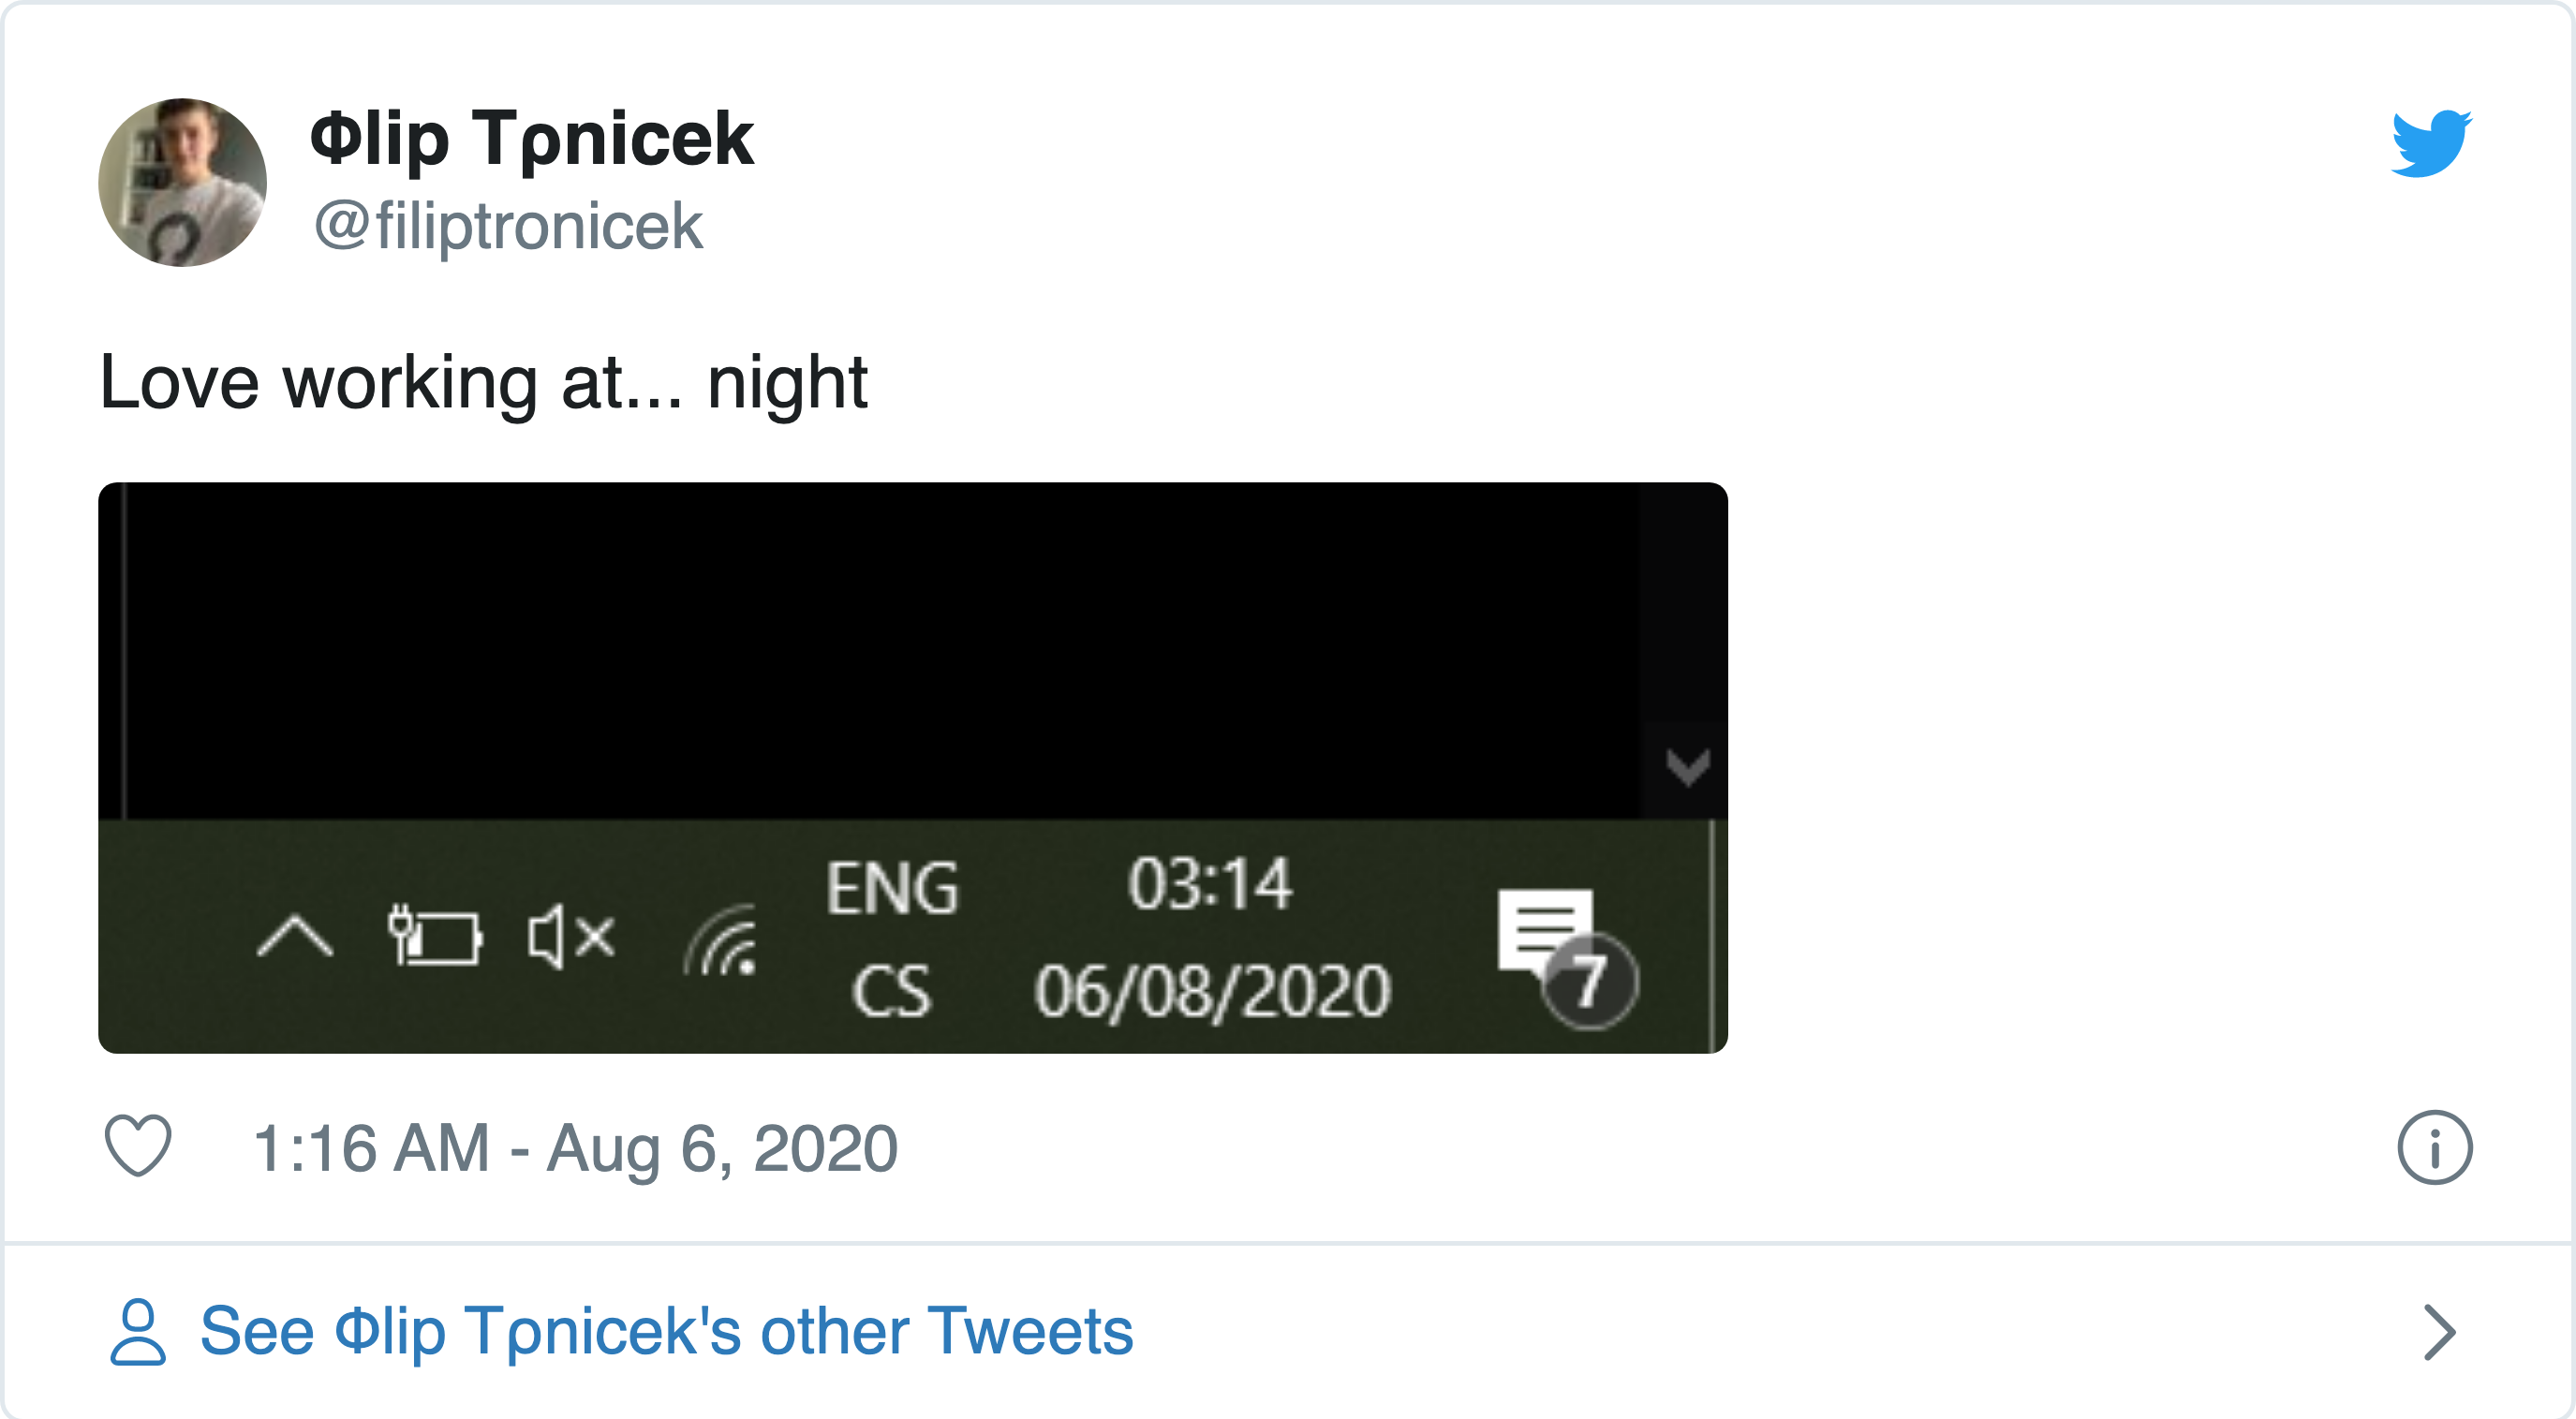 Φlip Tρnicek
@filiptronicek
Love working at... night
ENG
03:14
CS
06/08/2020
7
1:16 AM - Aug 6, 2020
See Φlip Tρnicek's other Tweets